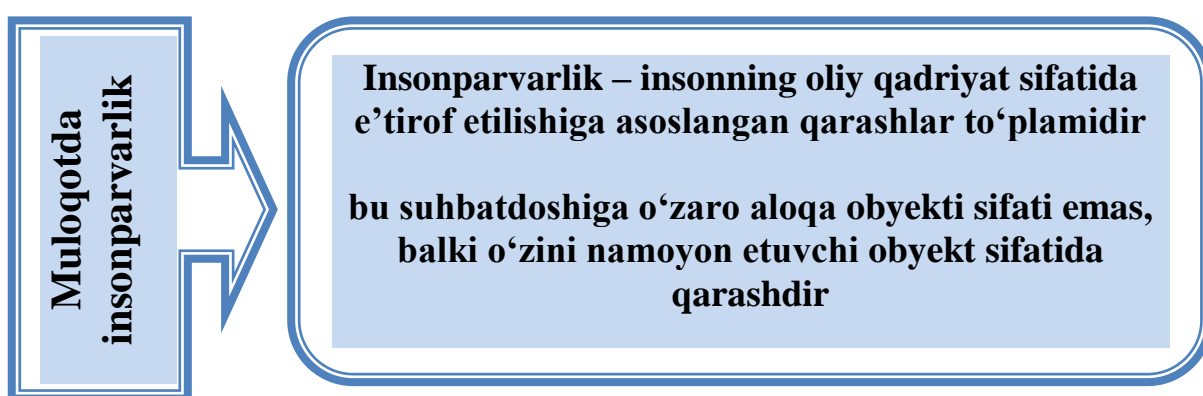 Muloqotda
insonparvarlik
Insonparvarlik – insonning oliy qadriyat sifatida
e’tirof etilishiga asoslangan qarashlar to‘plamidir
bu suhbatdoshiga o‘zaro aloqa obyekti sifati emas,
balki o‘zini namoyon etuvchi obyekt sifatida
qarashdir